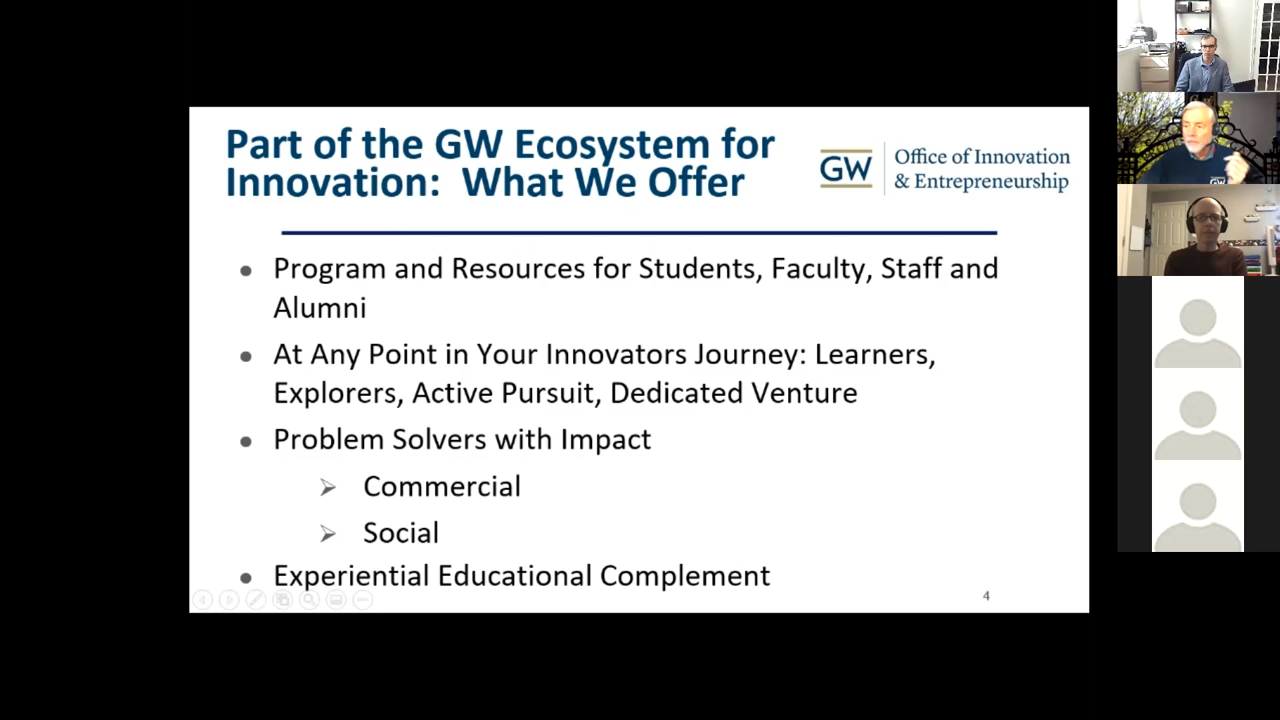 Part of the GW Ecosystem for
Innovation:  What We Offer
GW
Office of Innovation
& Entrepreneurship
Program and Resources for Students, Faculty, Staff and
Alumni
At Any Point in Your Innovators Journey: Learners,
Explorers, Active Pursuit, Dedicated Venture
Problem Solvers with Impact
Commercial
Social
Experiential Educational Complement
4
GW